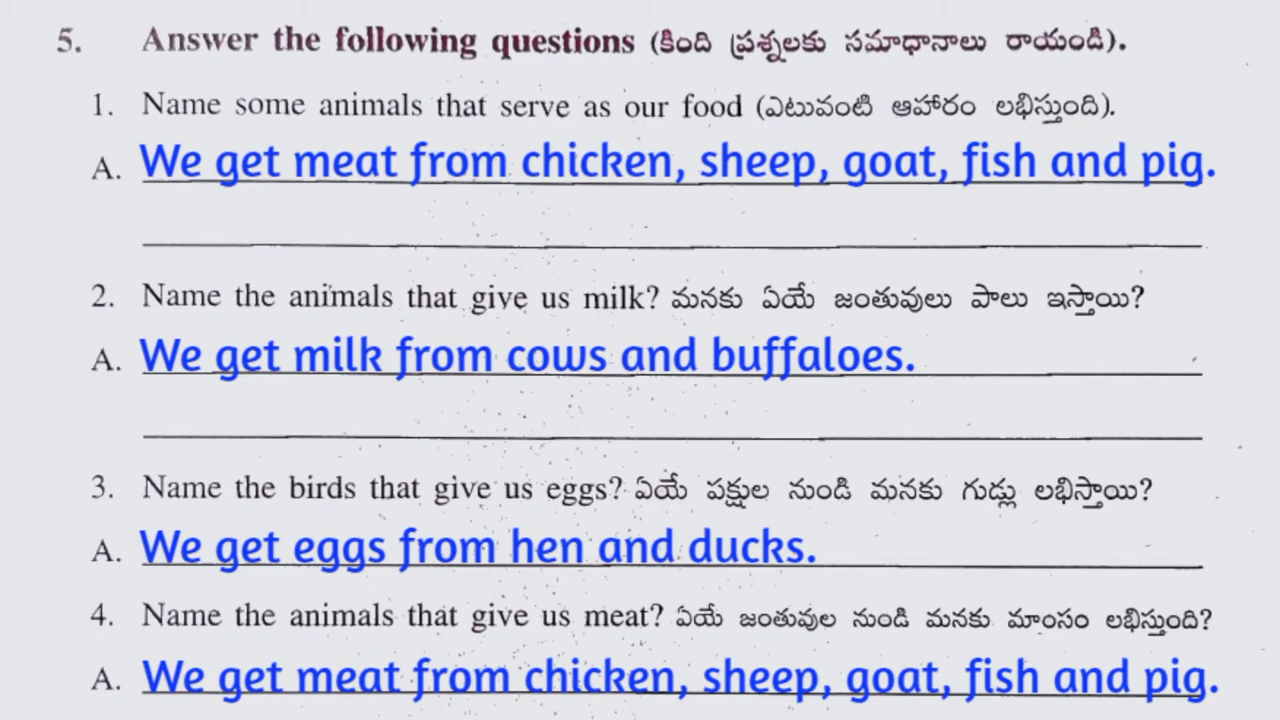 5. Answer the following questions (కింది ప్రశ్నలకు సమాధానాలు రాయండి).
1. Name some animals that serve as our food (ఎటువంటి ఆహారం లభిస్తుంది).
A. We get meat from chicken, sheep, goat, fish and pig.
2. Name the animals that give us milk? మనకు ఏయే జంతువులు పాలు ఇస్తాయి?
A. We get milk from cows and buffaloes.
3. Name the birds that give us eggs? ఏయే పక్షుల నుండి మనకు గుడ్లు లభిస్తాయి?
A. We get eggs from hen and ducks.
4. Name the animals that give us meat? ఏయే జంతువుల నుండి మనకు మాంసం లభిస్తుంది?
A. We get meat from chicken, sheep, goat, fish and pig.